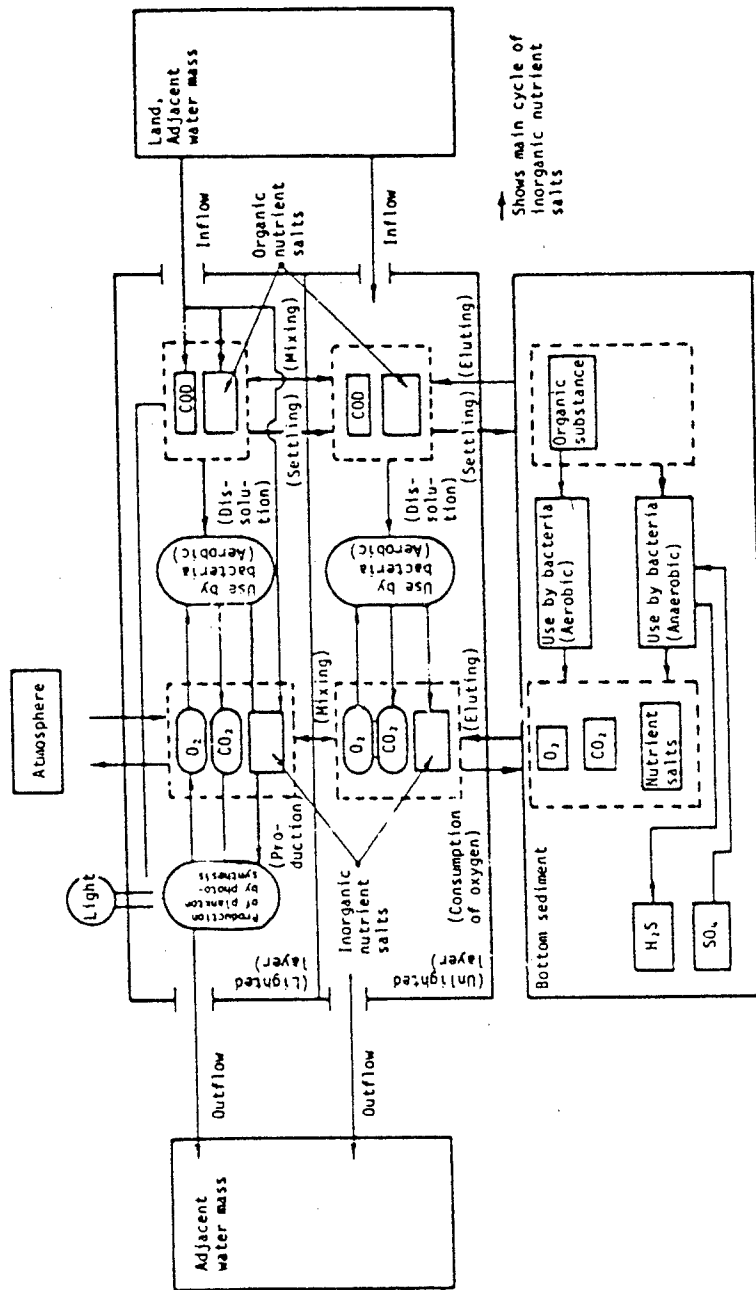 Atmosphere
Light
Land,
Adjacent
water mass
Adjacent
water mass
Outflow
Outflow
Inflow
Inflow
Production
of plankton
by photo-
synthesis
(Pro-
duction)
O₂
CO₂
Use by
bacteria
(Aerobic)
(Dis-
solu-
tion)
COD
Organic
nutrient
salts
(Lighted
layer)
(Mixing)
(Settling)
(Mixing)
Inorganic
nutrient
salts
O₂
CO₂
Use by
bacteria
(Aerobic)
(Dis-
solu-
tion)
COD
(Unlighted
layer)
(Consumption
of oxygen)
(Eluting)
(Settling)
(Eluting)
Shows main cycle of
inorganic nutrient
salts
Bottom sediment
O₂
CO₂
Nutrient
salts
Use by bacteria
(Aerobic)
Use by bacteria
(Anaerobic)
Organic
substance
H₂S
SO₄